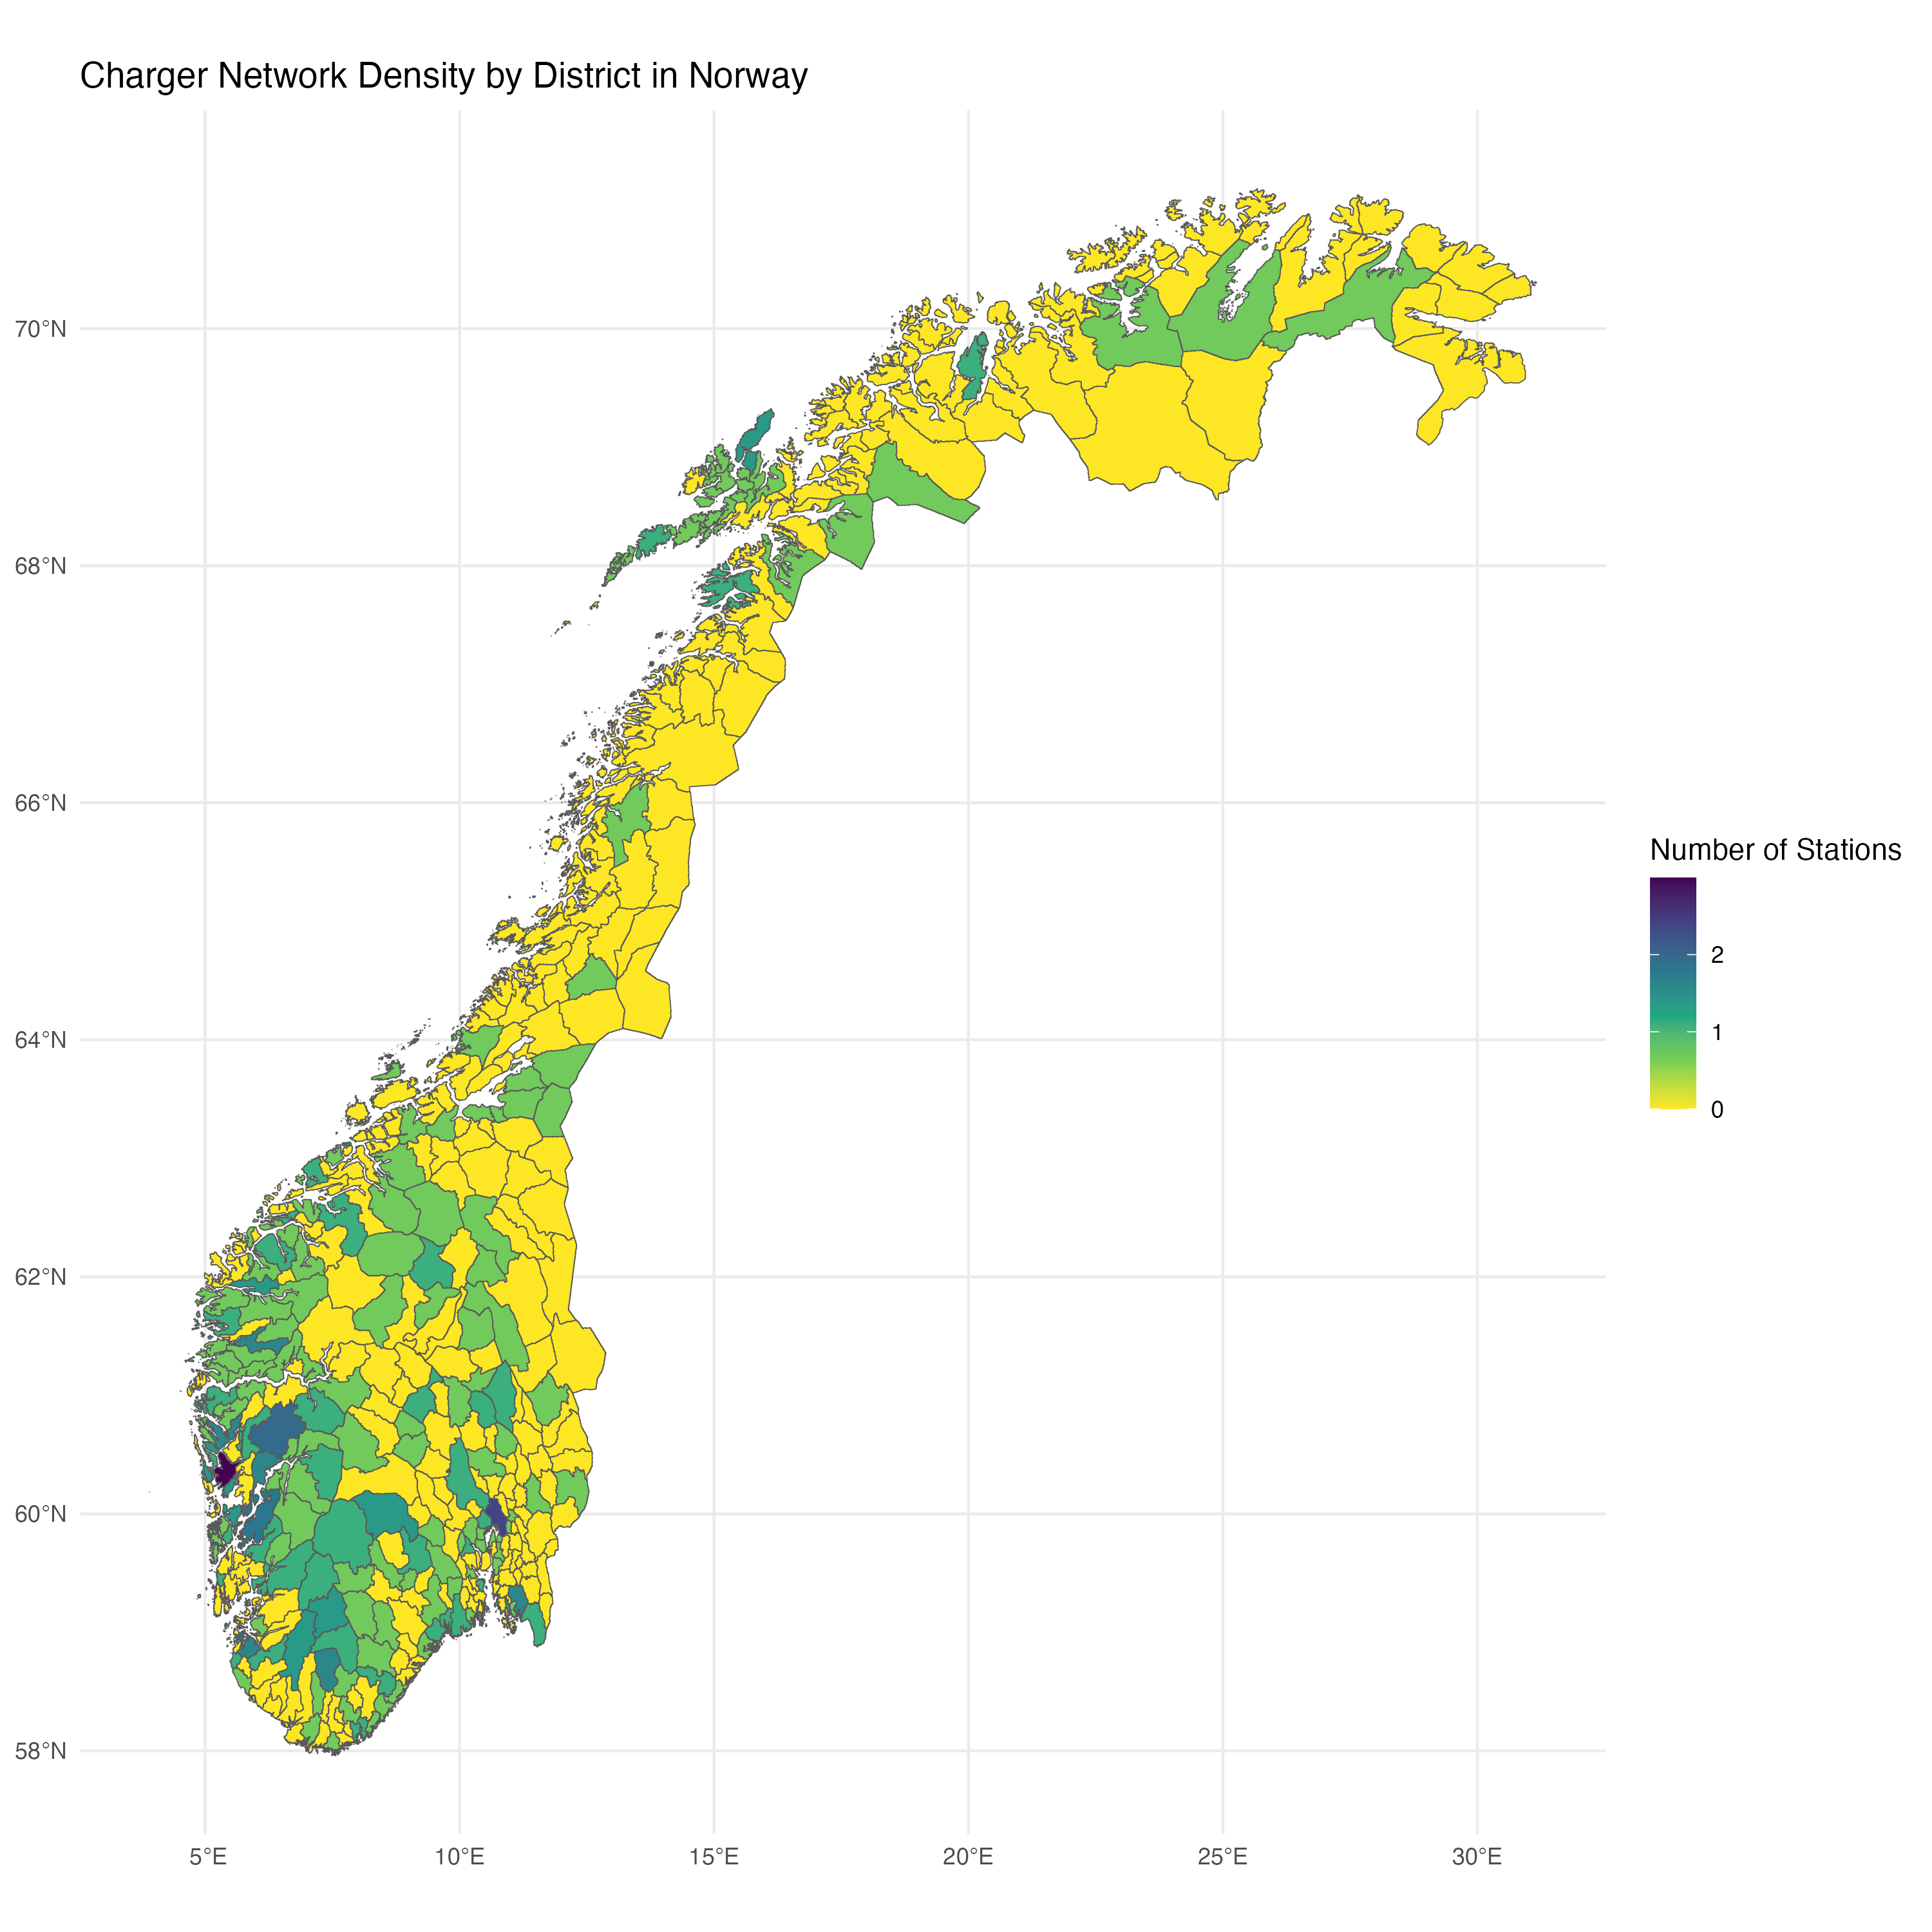 Charger Network Density by District in Norway
70°N
68°N
66°N
64°N
62°N
60°N
58°N
5°E
10°E
15°E
20°E
25°E
30°E
Number of Stations
2
1
0